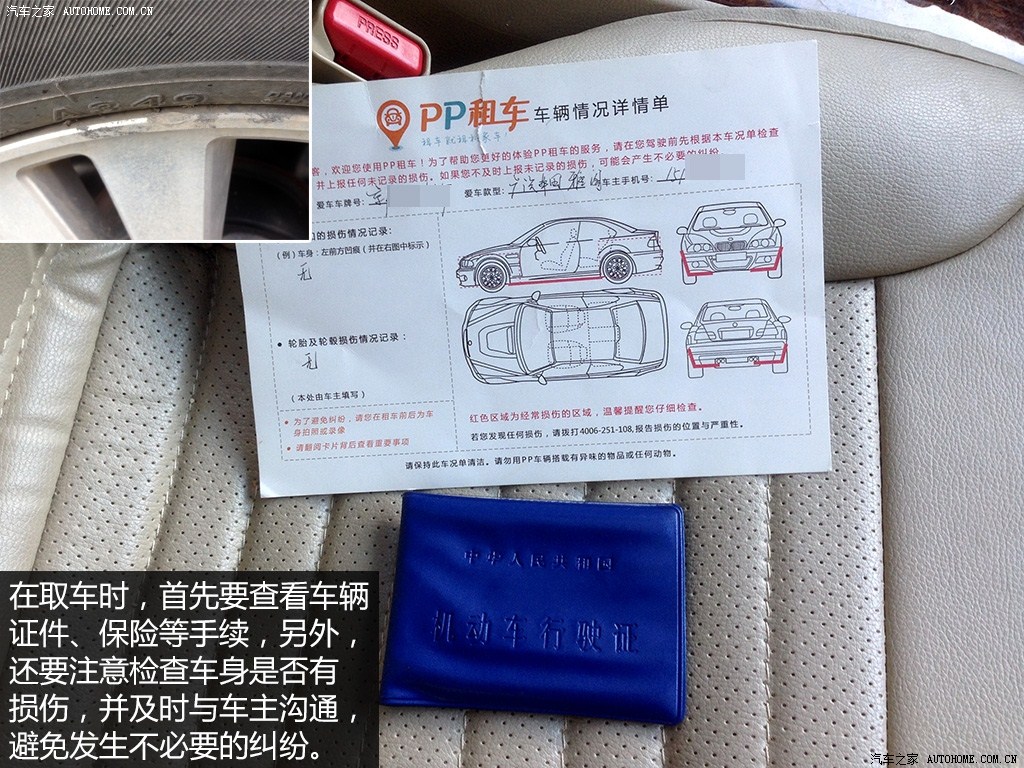 汽车之家 AUTOHOME.COM.CN
PRESS
PP租车 车辆情况详情单
客，欢迎您使用PP租车！为了帮助您更好的体验PP租车的服务，请在您驾驶前先根据本车况单检查
并上报任何未记录的损伤。如果您不及时上报未记录的损伤，可能会产生不必要的纠纷
爱车车牌号：京 爱车款型： 车主手机号：151
的损伤情况记录：
（例）车身：左前方凹痕（并在右图中标示）
无
● 轮胎及轮毂损伤情况记录：
无
（本处由车主填写）
● 为了避免纠纷，请您在租车前后为车
身拍照或录像
● 请翻阅卡片背后查看重要事项
红色区域为经常损伤的区域，温馨提醒您仔细检查。
若您发现任何损伤，请拨打4006-251-108,报告损伤的位置与严重性。
请保持此车况单清洁。请勿用PP车辆搭载有异味的物品或任何动物。
中华人民共和国
机动车行驶证
在取车时，首先要查看车辆
证件、保险等手续，另外，
还要注意检查车身是否有
损伤，并及时与车主沟通，
避免发生不必要的纠纷。
汽车之家 AUTOHOME.COM.CN